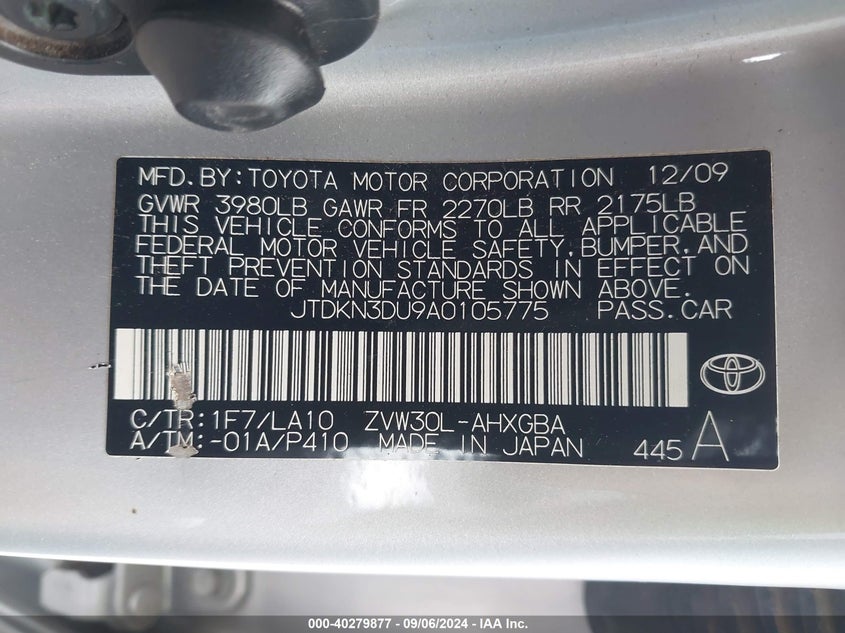 MFD. BY: TOYOTA MOTOR CORPORATION 12/09
GVWR 3980LB GAWR FR 2270LB RR 2175LB
THIS VEHICLE CONFORMS TO ALL APPLICABLE
FEDERAL MOTOR VEHICLE SAFETY, BUMPER, AND
THEFT PREVENTION STANDARDS IN EFFECT ON
THE DATE OF MANUFACTURE SHOWN ABOVE.
JTDKN3DU9A0105775 PASS. CAR
C/TR: 1F7/LA10 ZVW30L-AHXGBA
A/TM: -01A/P410 MADE IN JAPAN 445 A
000-40279877 - 09/06/2024 - IAA Inc.